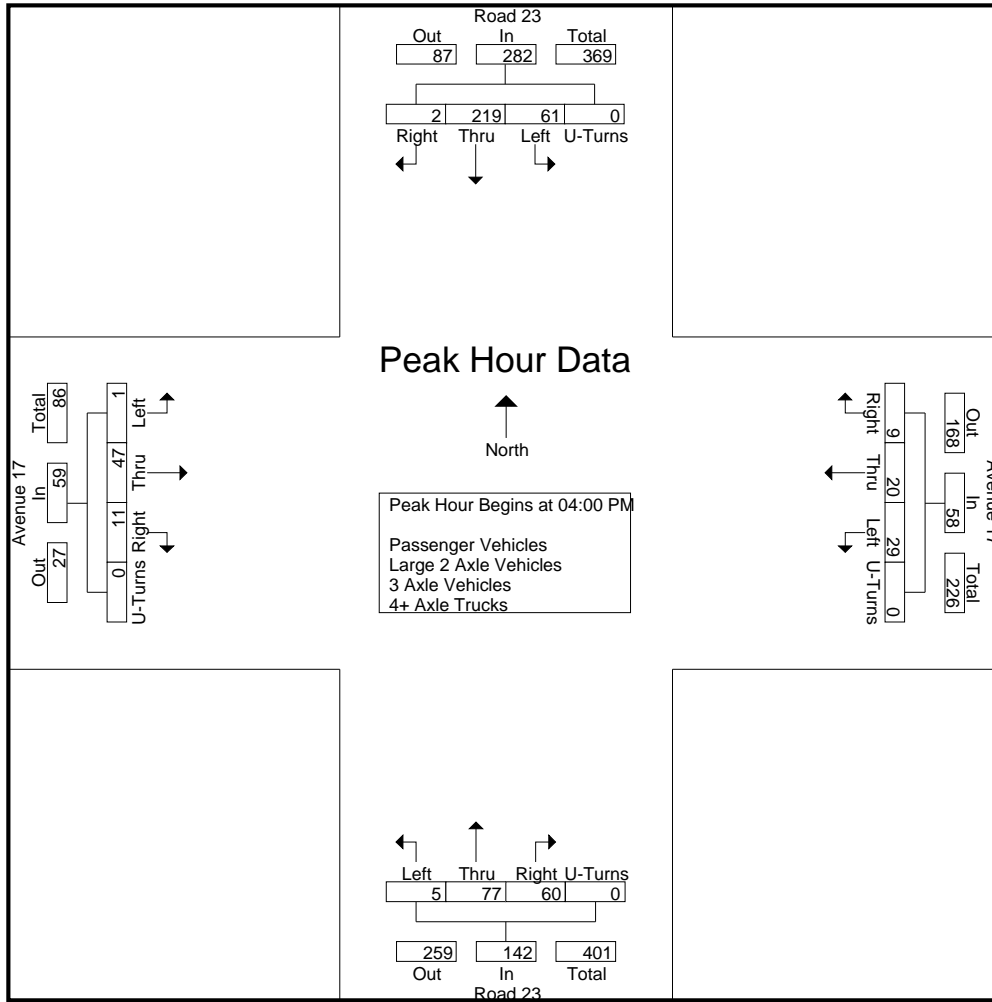 Road 23
Out In Total
87 282 369
2 219 61 0
Right Thru Left U-Turns
Peak Hour Data
North
Peak Hour Begins at 04:00 PM
Passenger Vehicles
Large 2 Axle Vehicles
3 Axle Vehicles
4+ Axle Trucks
Avenue 17
Out In Total
27 59 86
0 11 47 1
U-Turns Right Thru Left
Avenue 17
Out In Total
168 58 226
9 20 29 0
Right Thru Left U-Turns
Left Thru Right U-Turns
5 77 60 0
259 142 401
Out In Total
Road 23